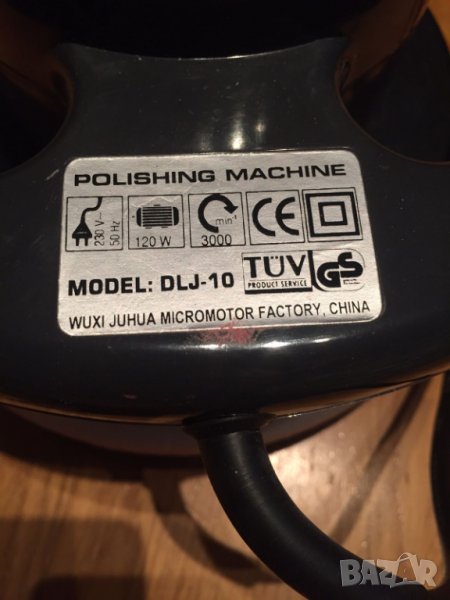 POLISHING MACHINE
230 V~
50 Hz
120 W
min⁻¹
3000
CE
MODEL: DLJ-10
TÜV
PRODUCT SERVICE
GS
WUXI JUHUA MICROMOTOR FACTORY, CHINA
BAZAR